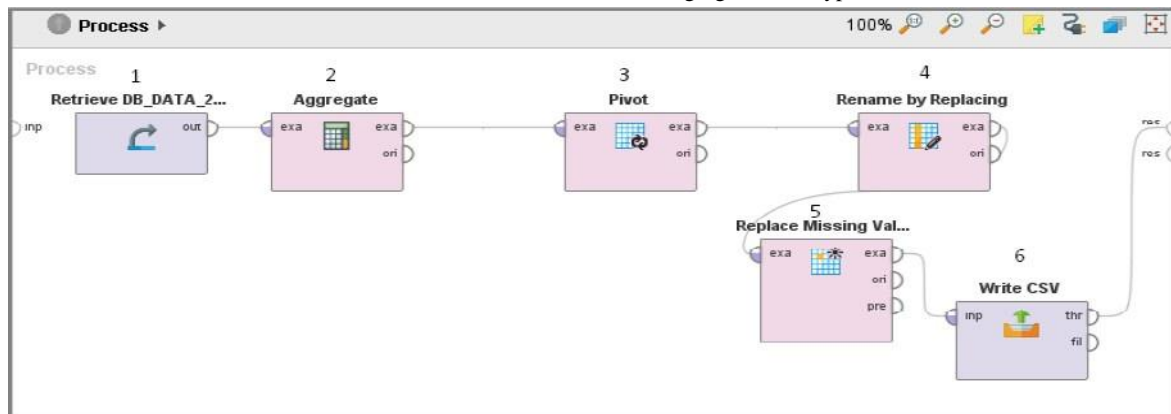 Process
100%
Process
1
2
3
4
Retrieve DB_DATA_2...
Aggregate
Pivot
Rename by Replacing
inp
out
exa
exa
ori
exa
exa
ori
exa
exa
ori
res
res
5
Replace Missing Val...
exa
exa
ori
pre
6
Write CSV
inp
thr
fil